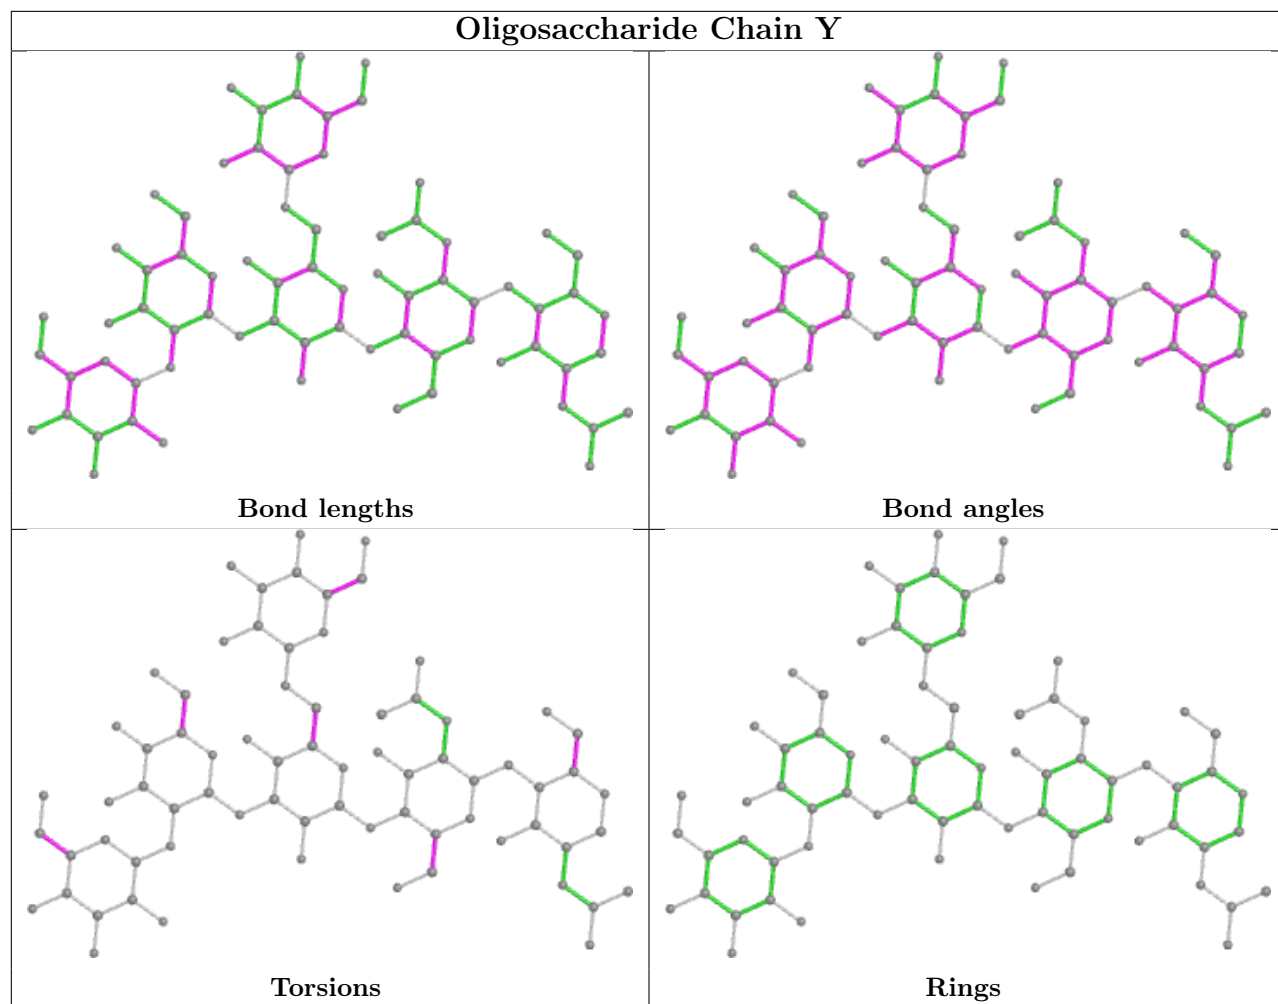 Oligosaccharide Chain Y
Bond lengths
Bond angles
Torsions
Rings